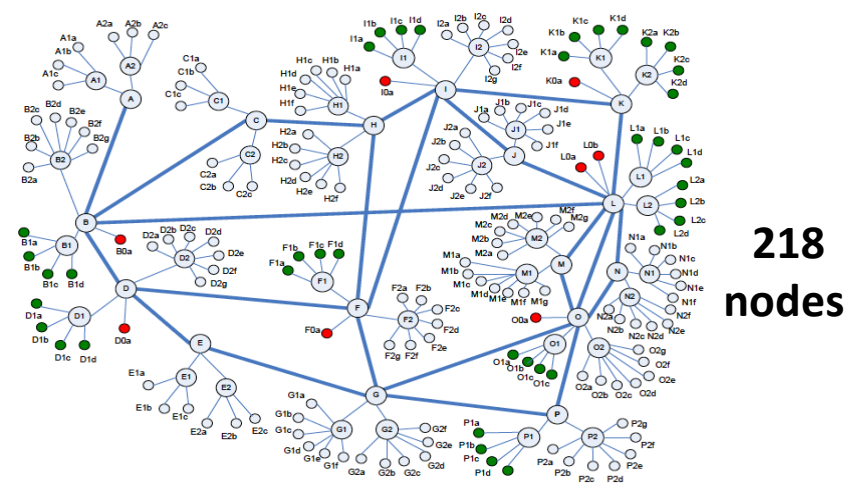 A2a
A2b
A2c
A1a
A1b
A1c
A1
A2
A
B2c
B2d
B2e
B2f
B2g
B2b
B2a
B2
B
B1
B0a
B1a
B1b
B1c
B1d
C1a
C1b
C1c
C1
C
C2
C2a
C2b
C2c
D2a
D2b
D2c
D2d
D2e
D2f
D2g
D2
D
D1
D0a
D1a
D1b
D1c
D1d
E
E1
E2
E1a
E1b
E1c
E2a
E2b
E2c
H1c
H1b
H1a
H1d
H1e
H1f
H1
H
H2
H2a
H2b
H2c
H2d
H2e
H2f
I1b
I1c
I1d
I1a
I1
I0a
I
I2
I2a
I2b
I2c
I2d
I2e
I2f
I2g
J1a
J1b
J1c
J1d
J1e
J1f
J1
J
J2
J2a
J2b
J2c
J2d
J2e
J2f
K1b
K1c
K1d
K1a
K1
K0a
K
K2
K2a
K2b
K2c
K2d
L0b
L0a
L
L1
L1a
L1b
L1c
L1d
L2
L2a
L2b
L2c
L2d
M2e
M2f
M2d
M2g
M2c
M2b
M2a
M2
M
M1
M1a
M1b
M1c
M1d
M1e
M1f
M1g
N
N1
N1a
N1b
N1c
N1d
N1e
N1f
N2
N2a
N2b
N2c
N2d
N2e
N2f
F1b
F1c
F1d
F1a
F1
F
F0a
F2
F2a
F2b
F2c
F2d
F2e
F2f
F2g
O0a
O
O1
O1a
O1b
O1c
O1c
O2
O2a
O2b
O2c
O2d
O2e
O2f
O2g
G
G1
G1a
G1b
G1c
G1d
G1e
G1f
G2
G2a
G2b
G2c
G2d
G2e
G2f
P
P1
P1a
P1b
P1c
P1d
P2
P2a
P2b
P2c
P2d
P2e
P2f
P2g
218
nodes